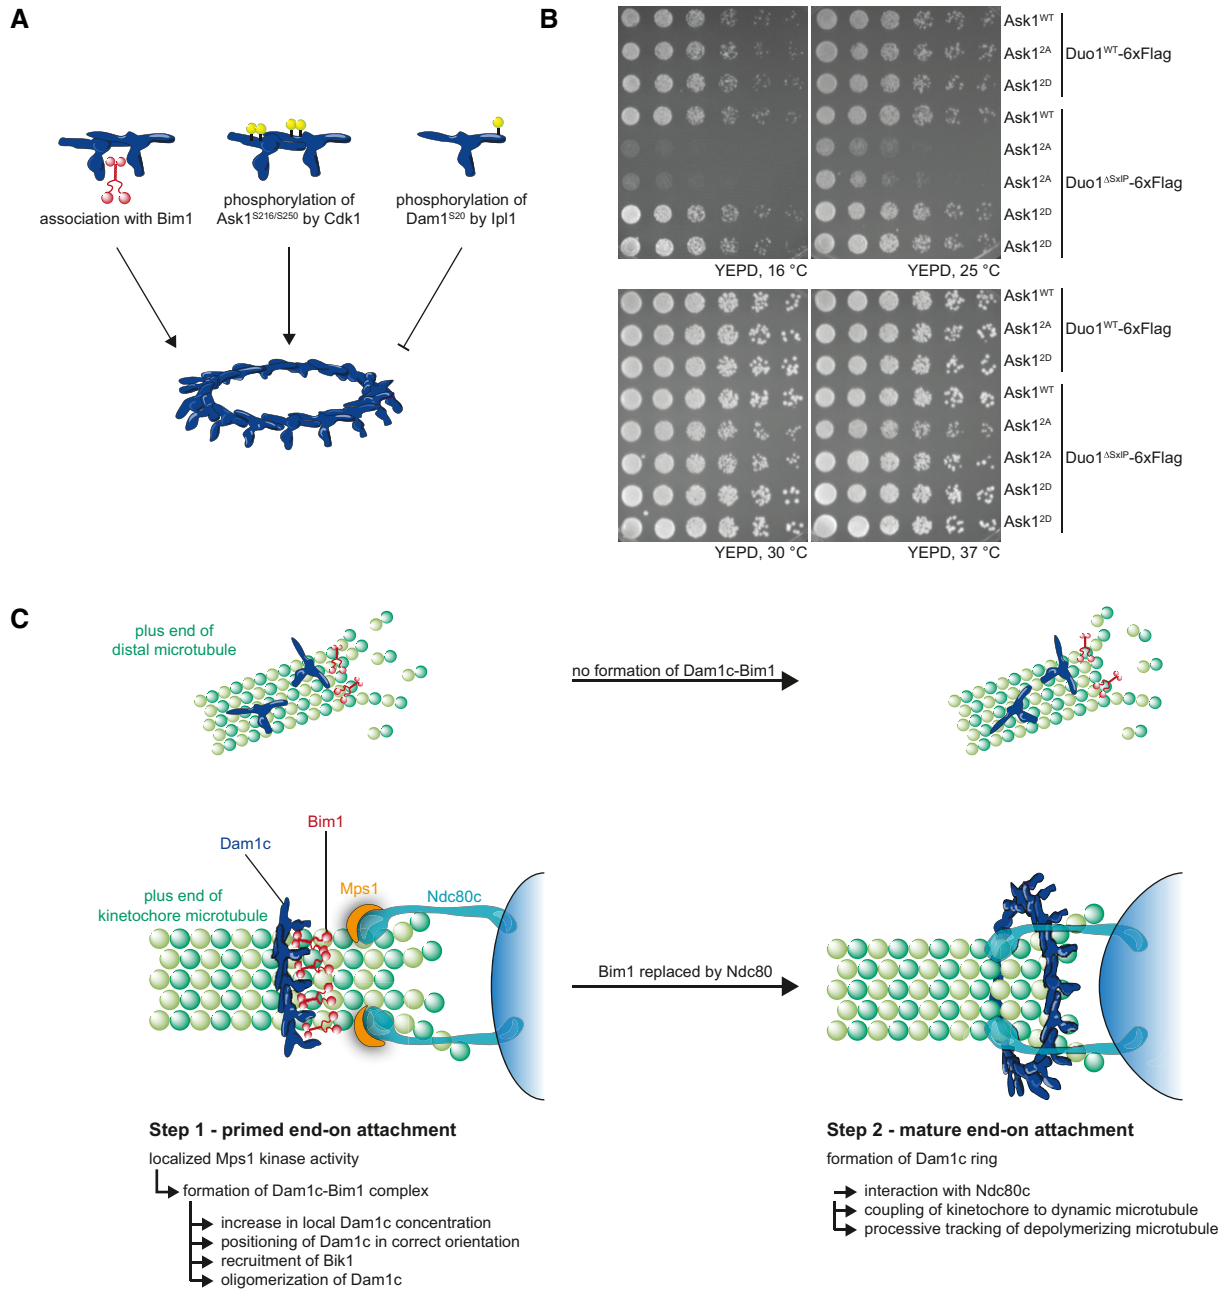 A
association with Bim1
phosphorylation of
Ask1S216/S250 by Cdk1
phosphorylation of
Dam1S20 by Ipl1
B
Ask1WT
Ask12A
Ask12D
Duo1WT-6xFlag
Ask1WT
Ask12A
Ask12A
Ask12D
Ask12D
Duo1ΔSxIP-6xFlag
YEPD, 16 °C
YEPD, 25 °C
Ask1WT
Ask12A
Ask12D
Duo1WT-6xFlag
Ask1WT
Ask12A
Ask12A
Ask12D
Ask12D
Duo1ΔSxIP-6xFlag
YEPD, 30 °C
YEPD, 37 °C
C
plus end of
distal microtubule
no formation of Dam1c-Bim1
Bim1
Dam1c
Mps1
Ndc80c
plus end of
kinetochore microtubule
Bim1 replaced by Ndc80
Step 1 - primed end-on attachment
localized Mps1 kinase activity
formation of Dam1c-Bim1 complex
increase in local Dam1c concentration
positioning of Dam1c in correct orientation
recruitment of Bik1
oligomerization of Dam1c
Step 2 - mature end-on attachment
formation of Dam1c ring
interaction with Ndc80c
coupling of kinetochore to dynamic microtubule
processive tracking of depolymerizing microtubule